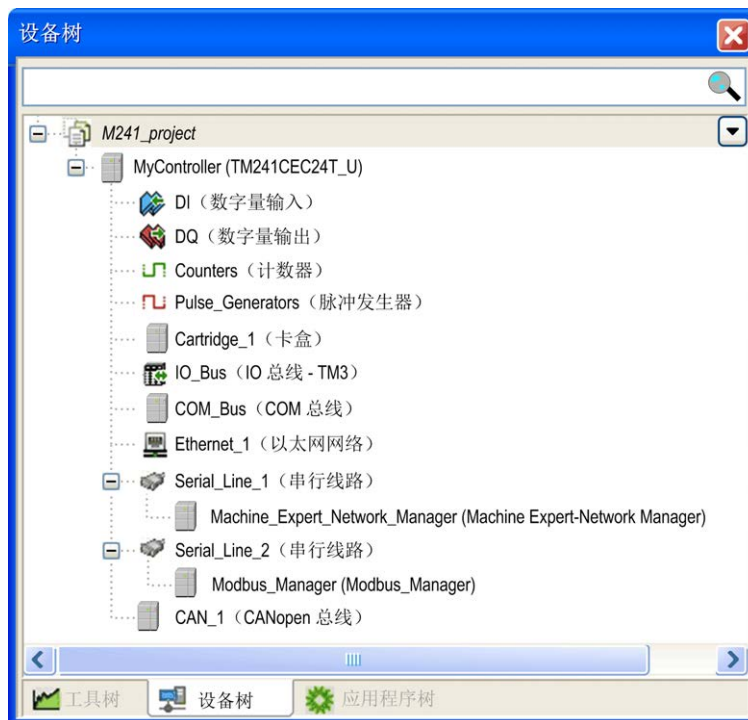 设备树
M241_project
MyController (TM241CEC24T_U)
DI（数字量输入）
DQ（数字量输出）
Counters（计数器）
Pulse_Generators（脉冲发生器）
Cartridge_1（卡盒）
IO_Bus（IO 总线 - TM3）
COM_Bus（COM 总线）
Ethernet_1（以太网网络）
Serial_Line_1（串行线路）
Machine_Expert_Network_Manager (Machine Expert-Network Manager)
Serial_Line_2（串行线路）
Modbus_Manager (Modbus_Manager)
CAN_1（CANopen 总线）
工具树 设备树 应用程序树